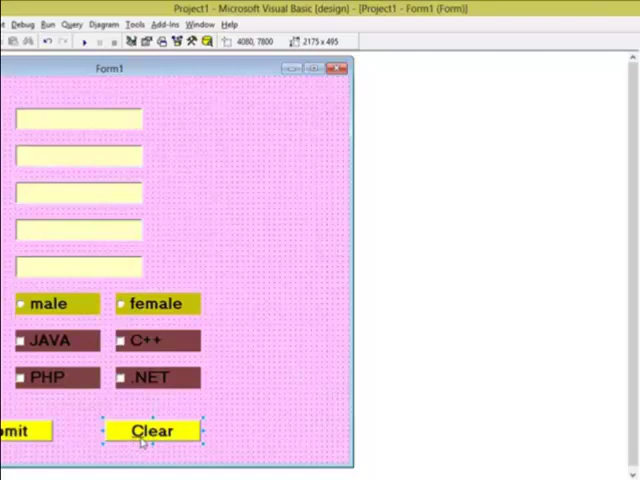 Project1 - Microsoft Visual Basic [design] - [Project1 - Form1 (Form)]
Debug Run Query Diagram Tools Add-Ins Window Help
4080, 7800 2175 x 495
Form1
male female
JAVA C++
PHP .NET
mit Clear